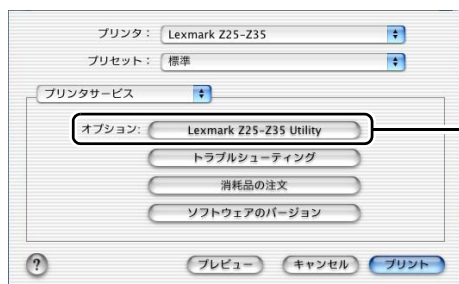 プリンタ： Lexmark Z25-Z35
プリセット： 標準
プリンタサービス
オプション: Lexmark Z25-Z35 Utility
トラブルシューティング
消耗品の注文
ソフトウェアのバージョン
? プレビュー キャンセル プリント